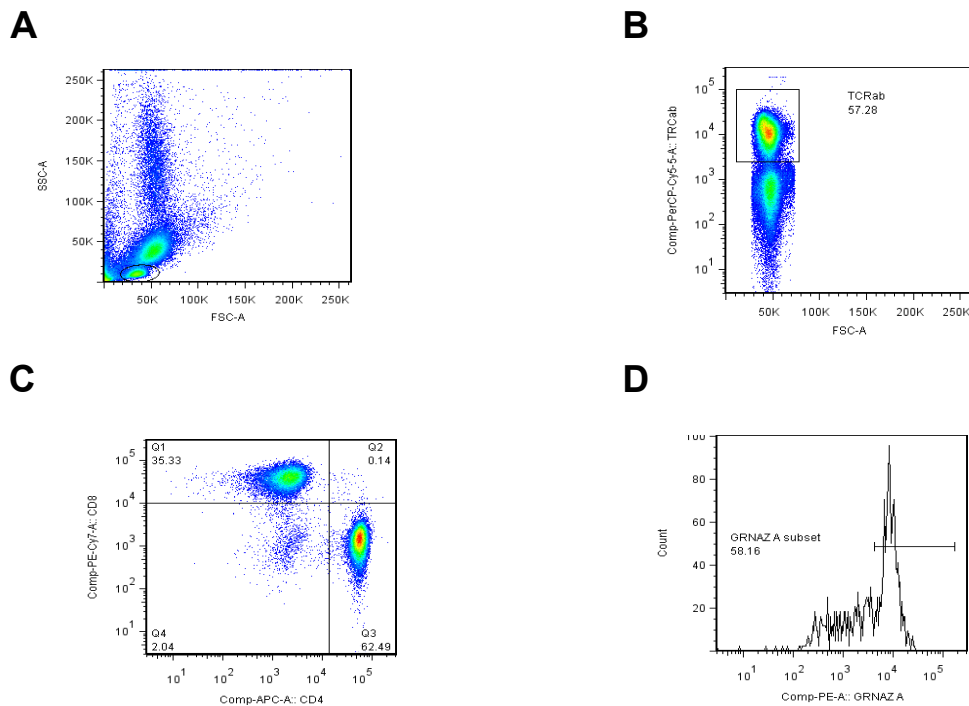 A
250K
200K
150K
100K
50K
SSC-A
50K 100K 150K 200K 250K
FSC-A
B
10^5
10^4
10^3
10^2
10^1
Comp-PerCP-Cy5-5-A:: TRCab
TCRab
57.28
50K 100K 150K 200K 250K
FSC-A
C
Q1
35.33
Q2
0.14
10^5
10^4
10^3
10^2
10^1
Comp-PE-Cy7-A:: CD8
Q4
2.04
Q3
62.49
10^1 10^2 10^3 10^4 10^5
Comp-APC-A:: CD4
D
100
80
60
40
20
0
Count
GRNAZ A subset
58.16
10^1 10^2 10^3 10^4 10^5
Comp-PE-A:: GRNAZ A